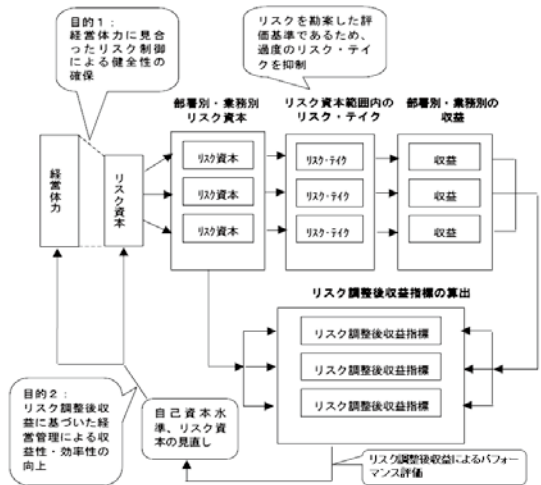 目的1:
経営体力に見合
ったリスク制御
による健全性の
確保
リスクを勘案した評
価基準であるため、
過度のリスク・テイ
クを抑制
部署別・業務別
リスク資本
リスク資本範囲内の
リスク・テイク
部署別・業務別の
収益
経営体力
リスク資本
リスク資本
リスク資本
リスク資本
リスク・テイク
リスク・テイク
リスク・テイク
収益
収益
収益
リスク調整後収益指標の算出
リスク調整後収益指標
リスク調整後収益指標
リスク調整後収益指標
目的2:
リスク調整後収
益に基づいた経
営管理による収
益性・効率性の
向上
自己資本水
準、リスク資
本の見直し
リスク調整後収益によるパフォー
マンス評価